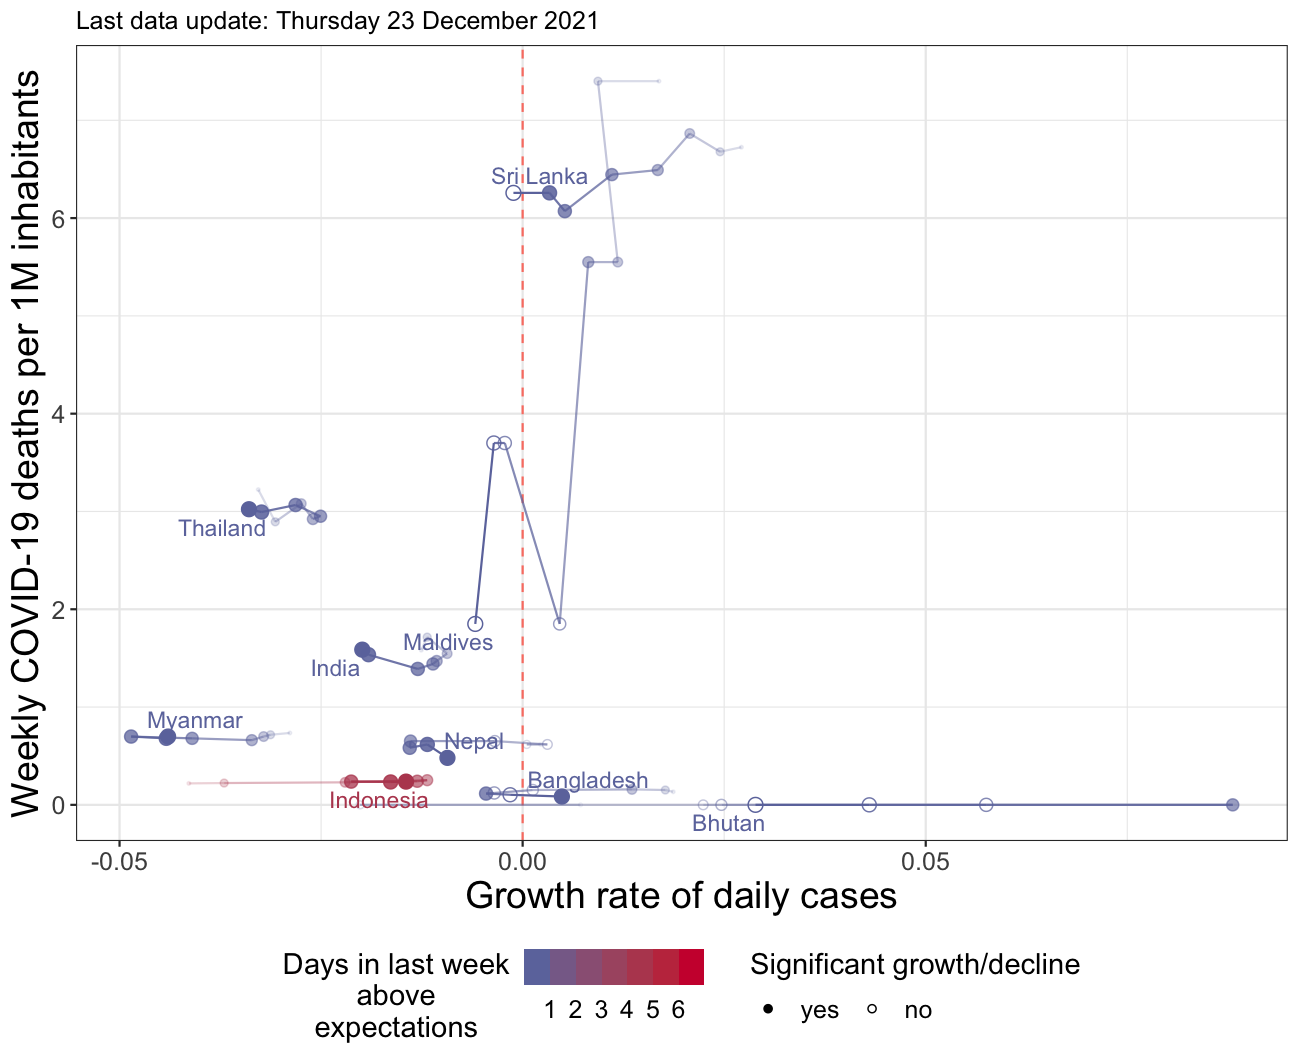 Last data update: Thursday 23 December 2021
Weekly COVID-19 deaths per 1M inhabitants
6
4
2
0
Sri Lanka
Thailand
Maldives
India
Myanmar
Nepal
Bangladesh
Indonesia
Bhutan
-0.05 0.00 0.05
Growth rate of daily cases
Days in last week
above
expectations
1 2 3 4 5 6
Significant growth/decline
yes no